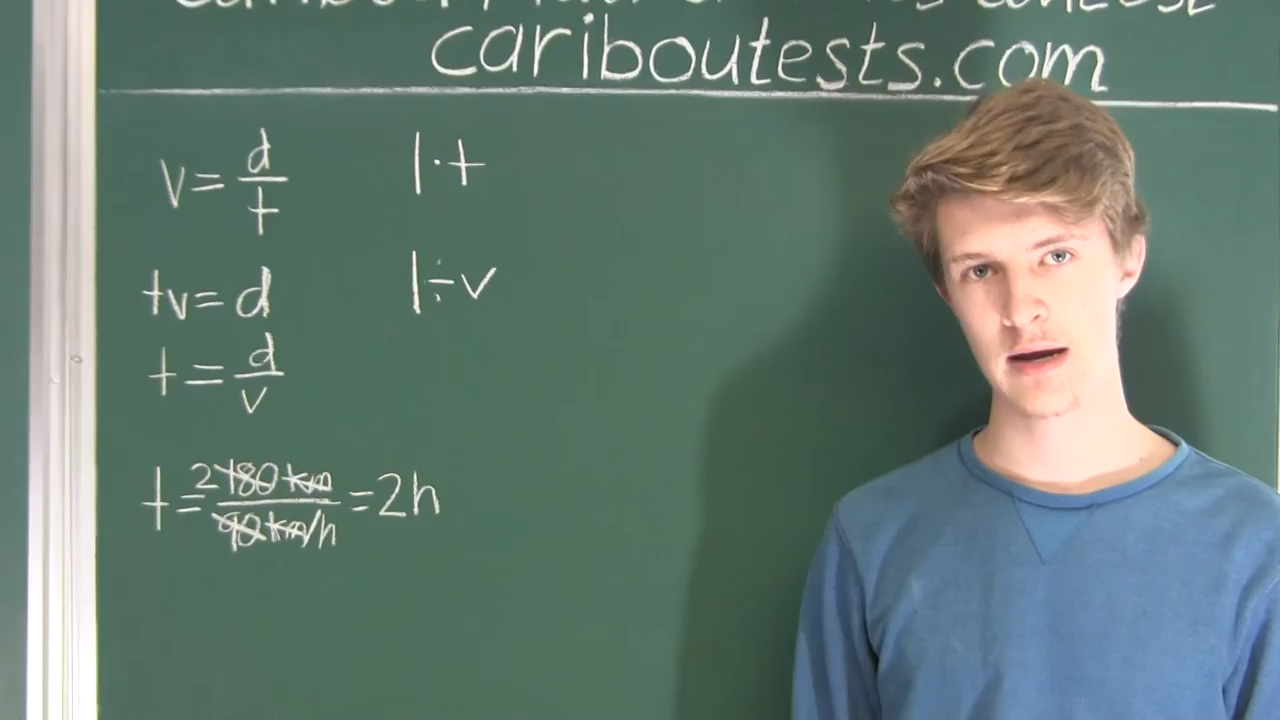 cariboutests.com
v = d/t |·t
tv = d |÷v
t = d/v
t = 2 180 km / 90 km/h = 2h